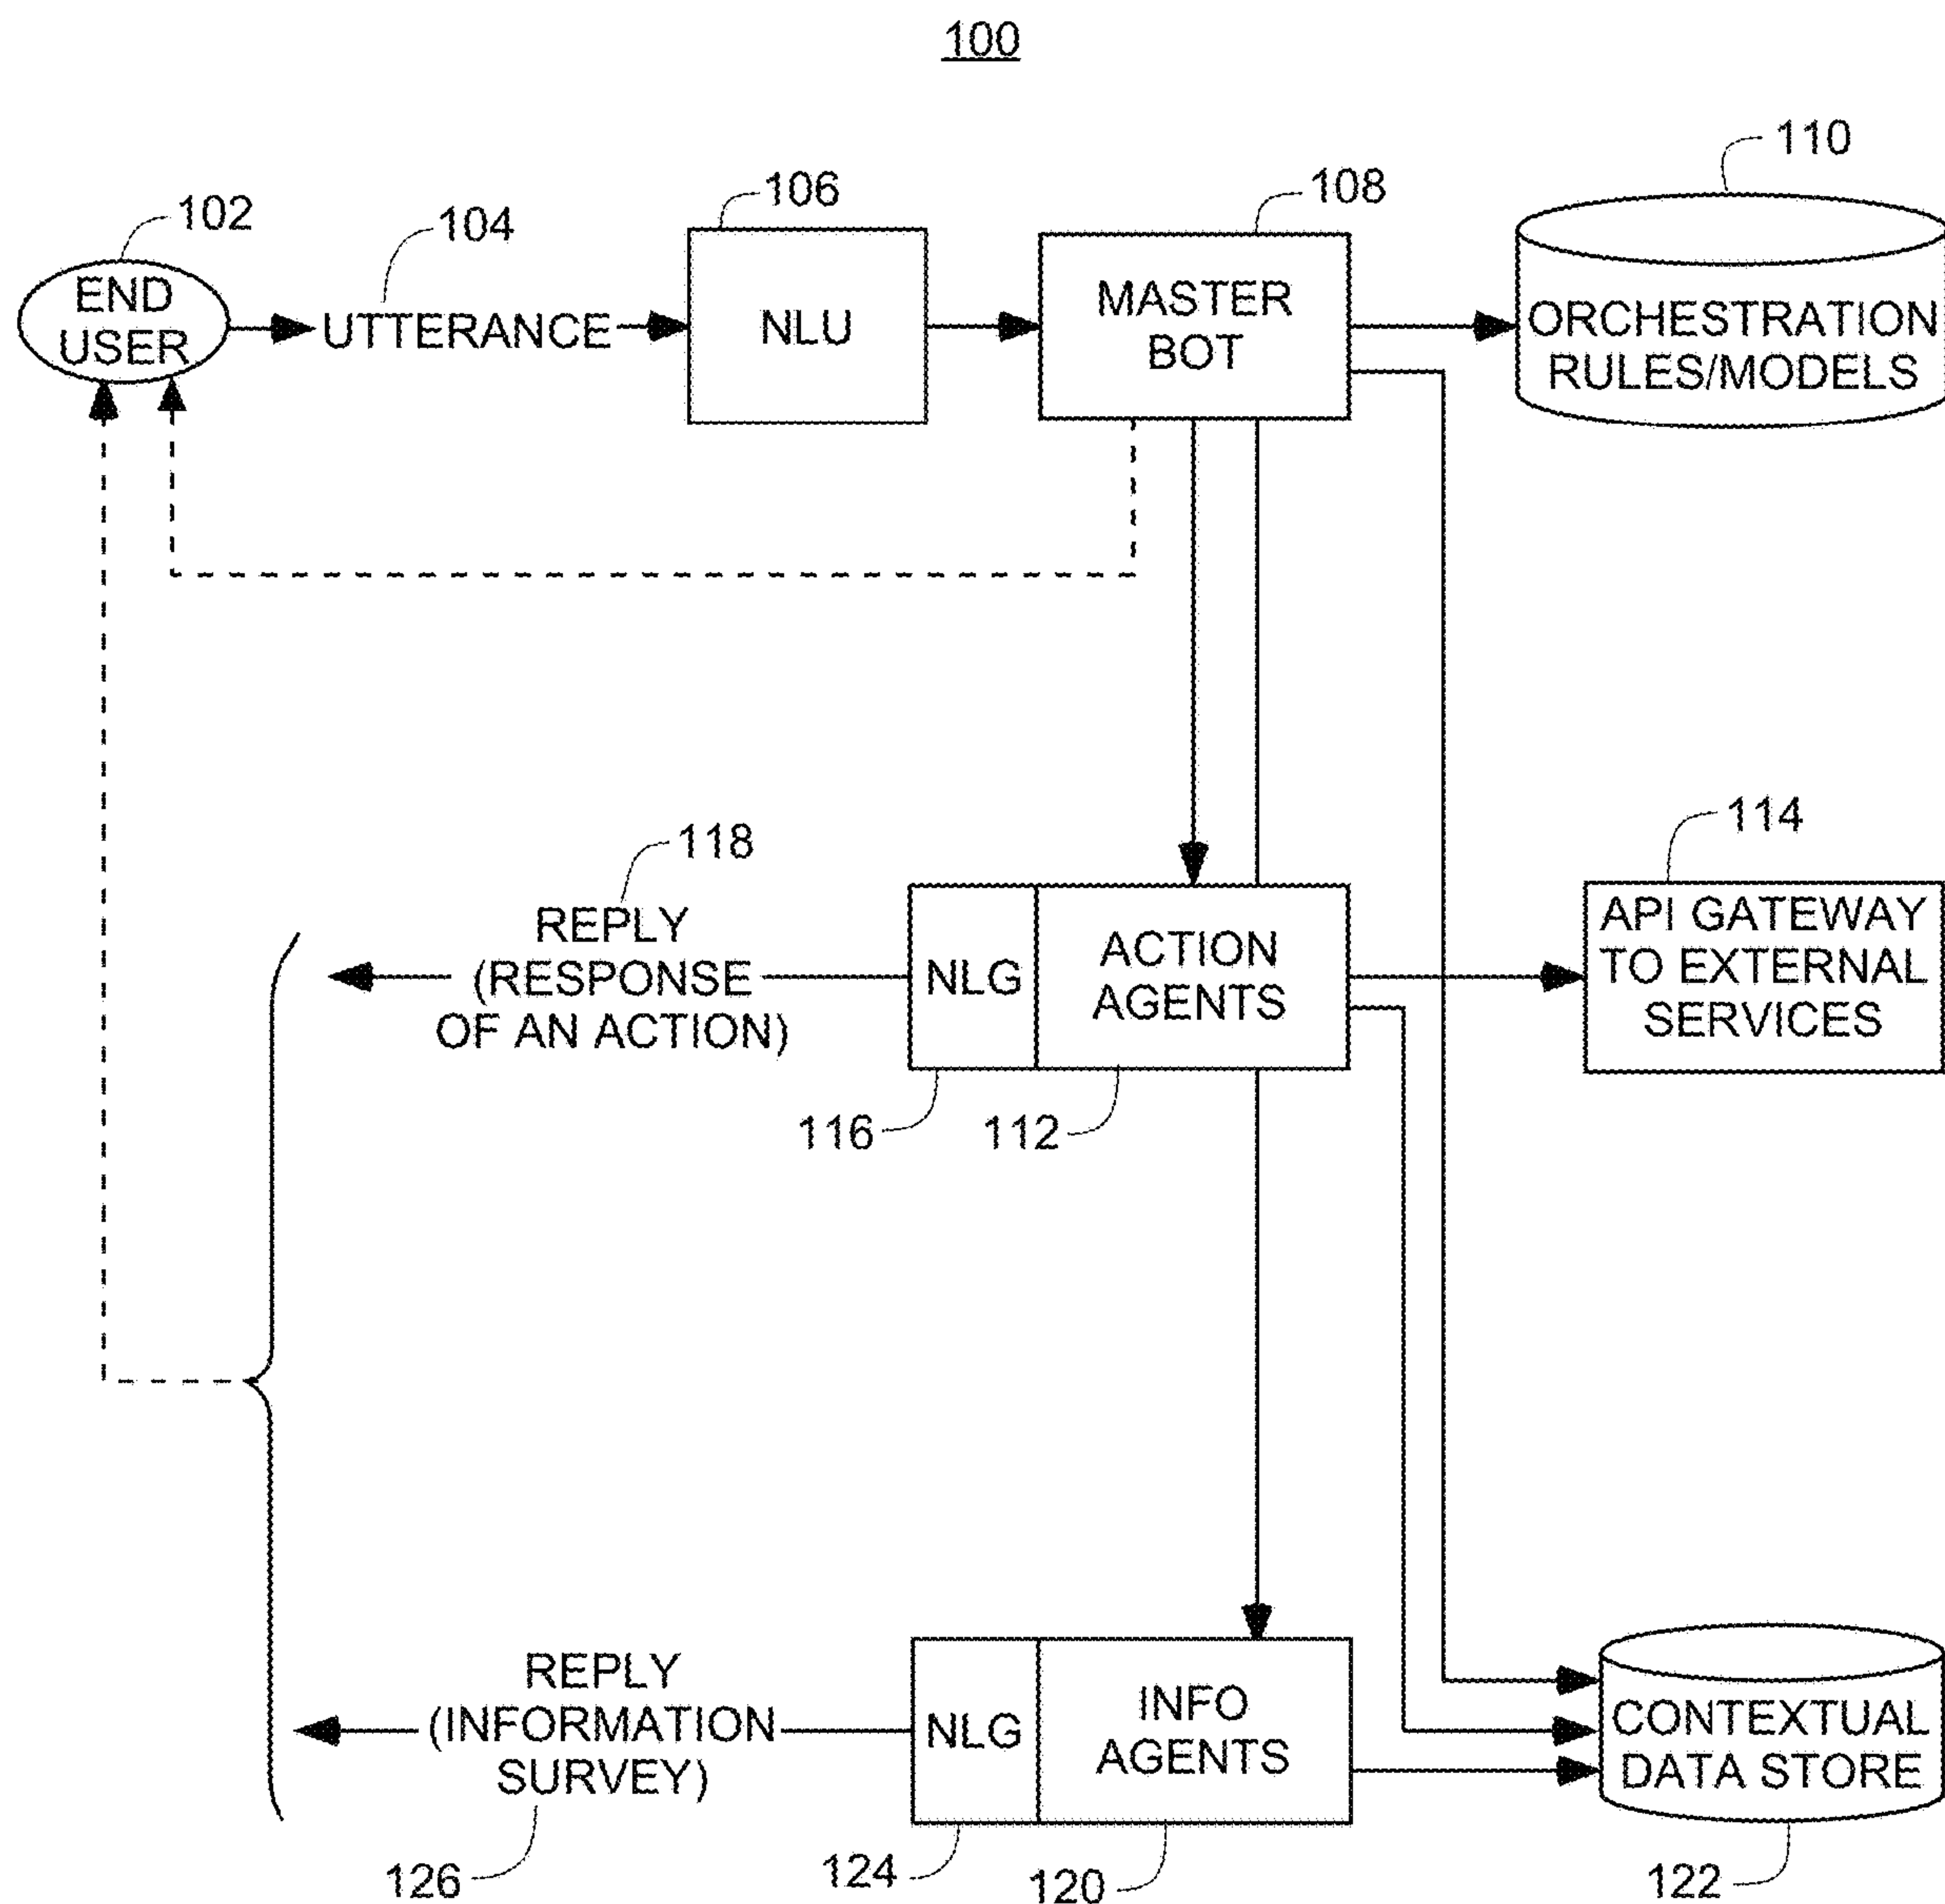 100
110
106
108
102
104
END
USER
UTTERANCE
NLU
MASTER
BOT
ORCHESTRATION
RULES/MODELS
118
114
REPLY
(RESPONSE
OF AN ACTION)
NLG
ACTION
AGENTS
API GATEWAY
TO EXTERNAL
SERVICES
116
112
REPLY
(INFORMATION
SURVEY)
NLG
INFO
AGENTS
CONTEXTUAL
DATA STORE
126
124
120
122